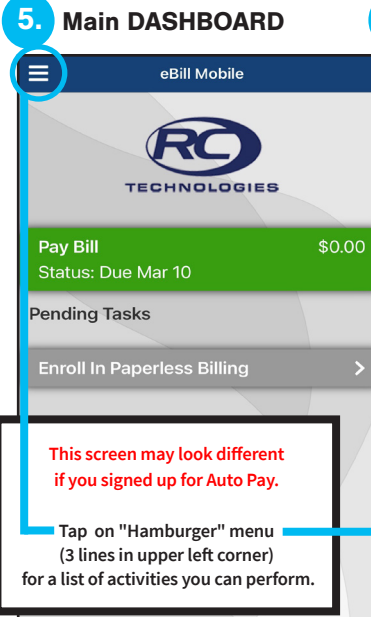 5. Main DASHBOARD
eBill Mobile
RC
TECHNOLOGIES
Pay Bill $0.00
Status: Due Mar 10
Pending Tasks
Enroll In Paperless Billing
This screen may look different
if you signed up for Auto Pay.
Tap on "Hamburger" menu
(3 lines in upper left corner)
for a list of activities you can perform.